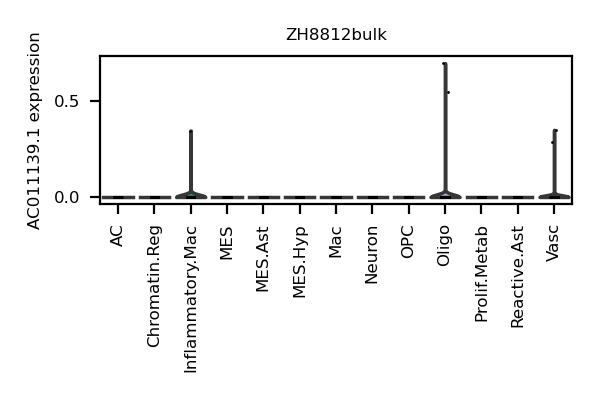 ZH8812bulk
AC011139.1 expression
0.5
0.0
AC
Chromatin.Reg
Inflammatory.Mac
MES
MES.Ast
MES.Hyp
Mac
Neuron
OPC
Oligo
Prolif.Metab
Reactive.Ast
Vasc